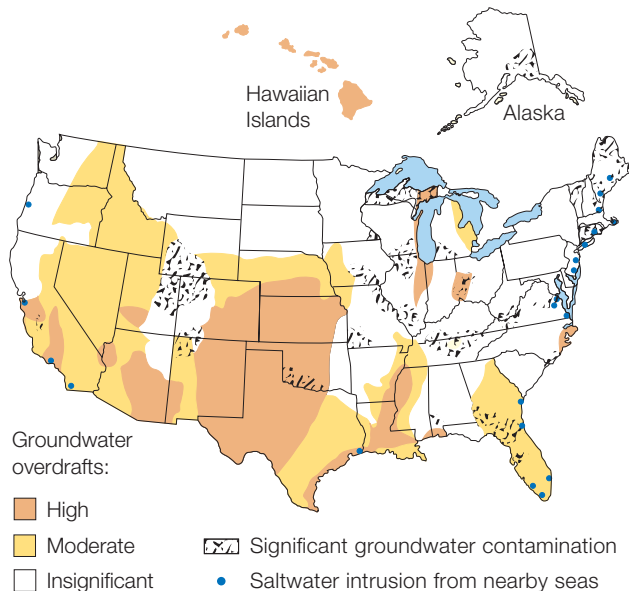 Hawaiian
Islands
Alaska
Groundwater
overdrafts:
High
Moderate
Insignificant
Significant groundwater contamination
Saltwater intrusion from nearby seas